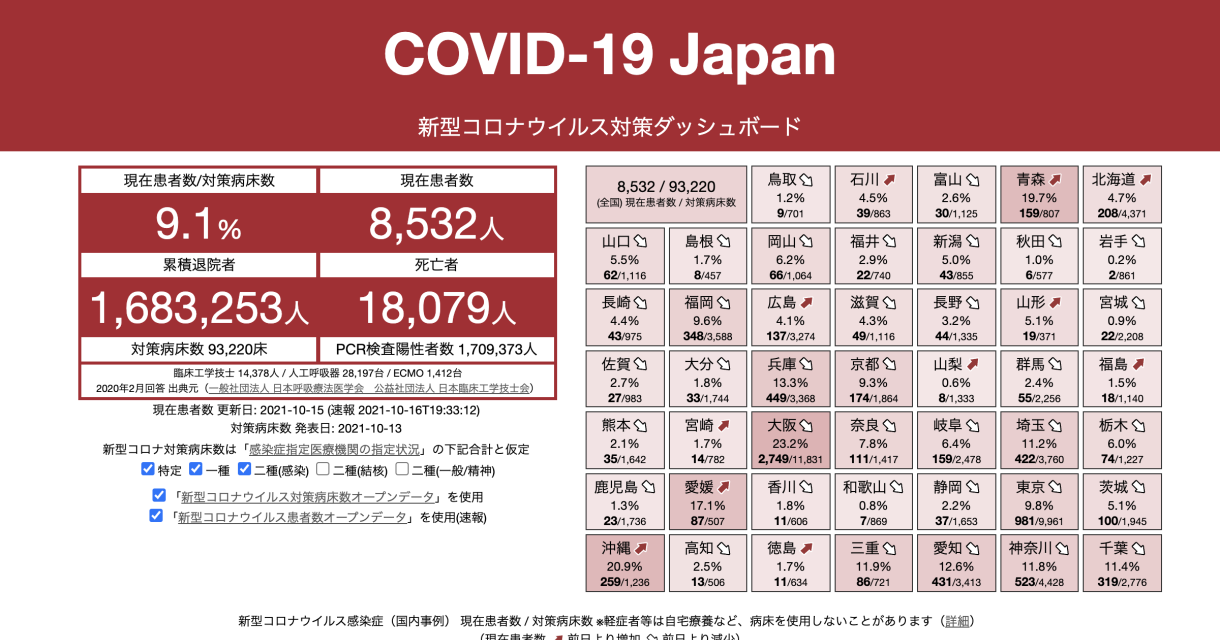 COVID-19 Japan
新型コロナウイルス対策ダッシュボード
現在患者数/対策病床数
現在患者数
9.1%
8,532人
累積退院者
死亡者
1,683,253人
18,079人
対策病床数 93,220床
PCR検査陽性者数 1,709,373人
臨床工学技士 14,378人 / 人工呼吸器 28,197台 / ECMO 1,412台
2020年2月回答 出典元（一般社団法人 日本呼吸療法医学会　公益社団法人 日本臨床工学技士会）
現在患者数 更新日: 2021-10-15 (速報 2021-10-16T19:33:12)
対策病床数 発表日: 2021-10-13
新型コロナ対策病床数は「感染症指定医療機関の指定状況」の下記合計と仮定
特定 一種 二種(感染) 二種(結核) 二種(一般/精神)
「新型コロナウイルス対策病床数オープンデータ」を使用
「新型コロナウイルス患者数オープンデータ」を使用(速報)
8,532 / 93,220
(全国) 現在患者数 / 対策病床数
鳥取
1.2%
9/701
石川
4.5%
39/863
富山
2.6%
30/1,125
青森
19.7%
159/807
北海道
4.7%
208/4,371
山口
5.5%
62/1,116
島根
1.7%
8/457
岡山
6.2%
66/1,064
福井
2.9%
22/740
新潟
5.0%
43/855
秋田
1.0%
6/577
岩手
0.2%
2/861
長崎
4.4%
43/975
福岡
9.6%
348/3,588
広島
4.1%
137/3,274
滋賀
4.3%
49/1,116
長野
3.2%
44/1,335
山形
5.1%
19/371
宮城
0.9%
22/2,208
佐賀
2.7%
27/983
大分
1.8%
33/1,744
兵庫
13.3%
449/3,368
京都
9.3%
174/1,864
山梨
0.6%
8/1,333
群馬
2.4%
55/2,256
福島
1.5%
18/1,140
熊本
2.1%
35/1,642
宮崎
1.7%
14/782
大阪
23.2%
2,749/11,831
奈良
7.8%
111/1,417
岐阜
6.4%
159/2,478
埼玉
11.2%
422/3,760
栃木
6.0%
74/1,227
鹿児島
1.3%
23/1,736
愛媛
17.1%
87/507
香川
1.8%
11/606
和歌山
0.8%
7/869
静岡
2.2%
37/1,653
東京
9.8%
981/9,961
茨城
5.1%
100/1,945
沖縄
20.9%
259/1,236
高知
2.5%
13/506
徳島
1.7%
11/634
三重
11.9%
86/721
愛知
12.6%
431/3,413
神奈川
11.8%
523/4,428
千葉
11.4%
319/2,776
新型コロナウイルス感染症（国内事例） 現在患者数 / 対策病床数 ※軽症者等は自宅療養など、病床を使用しないことがあります（詳細）
（現在患者数 前日より増加 前日より減少）